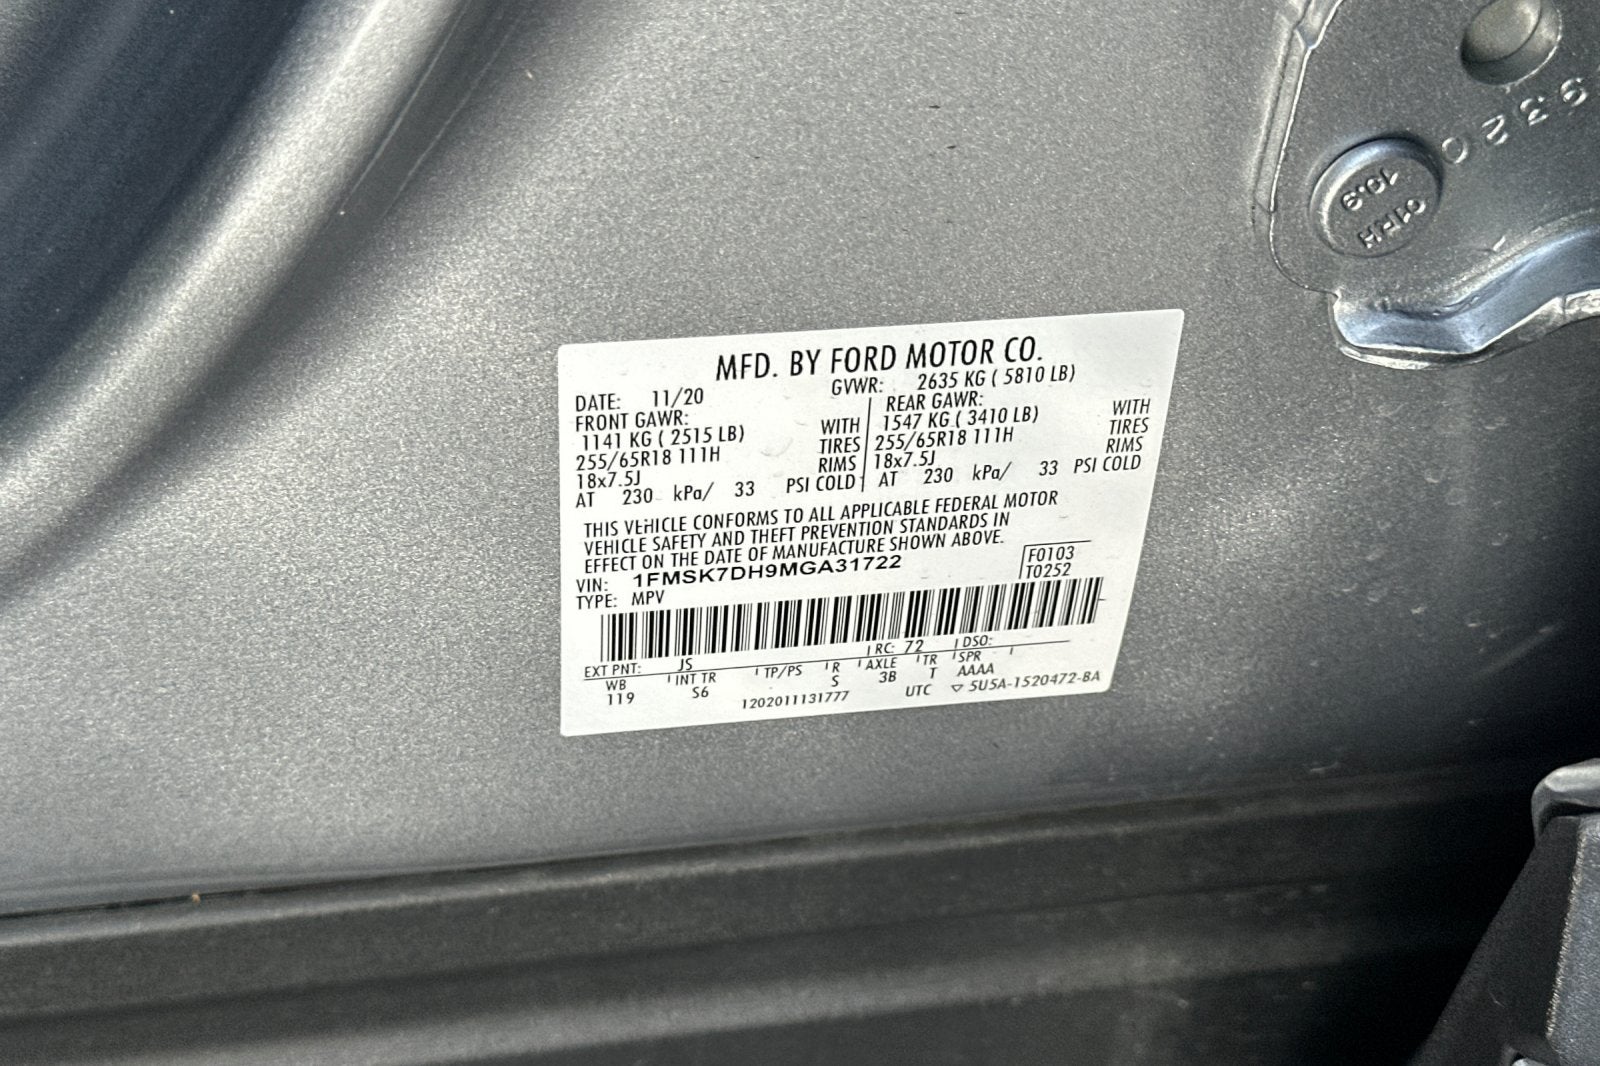 9320
10.9
01RH
MFD. BY FORD MOTOR CO.
DATE: 11/20 GVWR: 2635 KG ( 5810 LB)
FRONT GAWR: REAR GAWR:
1141 KG ( 2515 LB) WITH 1547 KG ( 3410 LB) WITH
255/65R18 111H TIRES 255/65R18 111H TIRES
18x7.5J RIMS 18x7.5J RIMS
AT 230 kPa/ 33 PSI COLD AT 230 kPa/ 33 PSI COLD
THIS VEHICLE CONFORMS TO ALL APPLICABLE FEDERAL MOTOR
VEHICLE SAFETY AND THEFT PREVENTION STANDARDS IN
EFFECT ON THE DATE OF MANUFACTURE SHOWN ABOVE.
VIN: 1FMSK7DH9MGA31722 F0103
TYPE: MPV T0252
EXT PNT: JS RC: 72 DSO:
WB INT TR TP/PS R AXLE TR SPR
119 S6 S 3B T AAAA
1202011131777 UTC ▽ 5U5A-1520472-BA